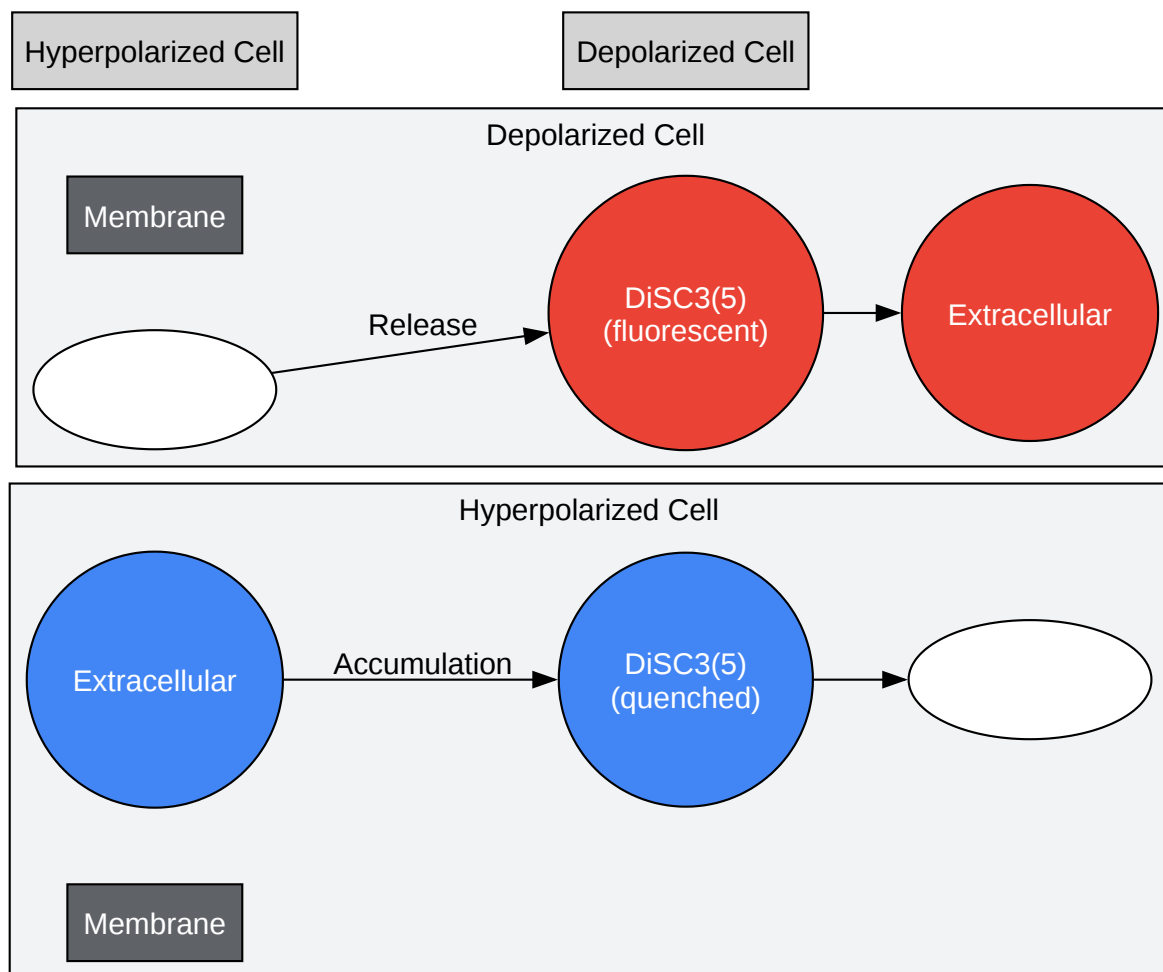 Hyperpolarized Cell
Depolarized Cell
Depolarized Cell
Membrane
Release
DiSC3(5)
(fluorescent)
Extracellular
Hyperpolarized Cell
Extracellular
Accumulation
DiSC3(5)
(quenched)
Membrane